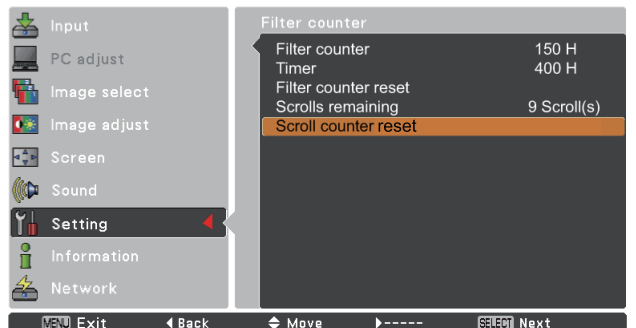 Input
PC adjust
Image select
Image adjust
Screen
Sound
Setting
Information
Network
Filter counter
Filter counter 150 H
Timer 400 H
Filter counter reset
Scrolls remaining 9 Scroll(s)
Scroll counter reset
MENU Exit Back Move ----- SELECT Next